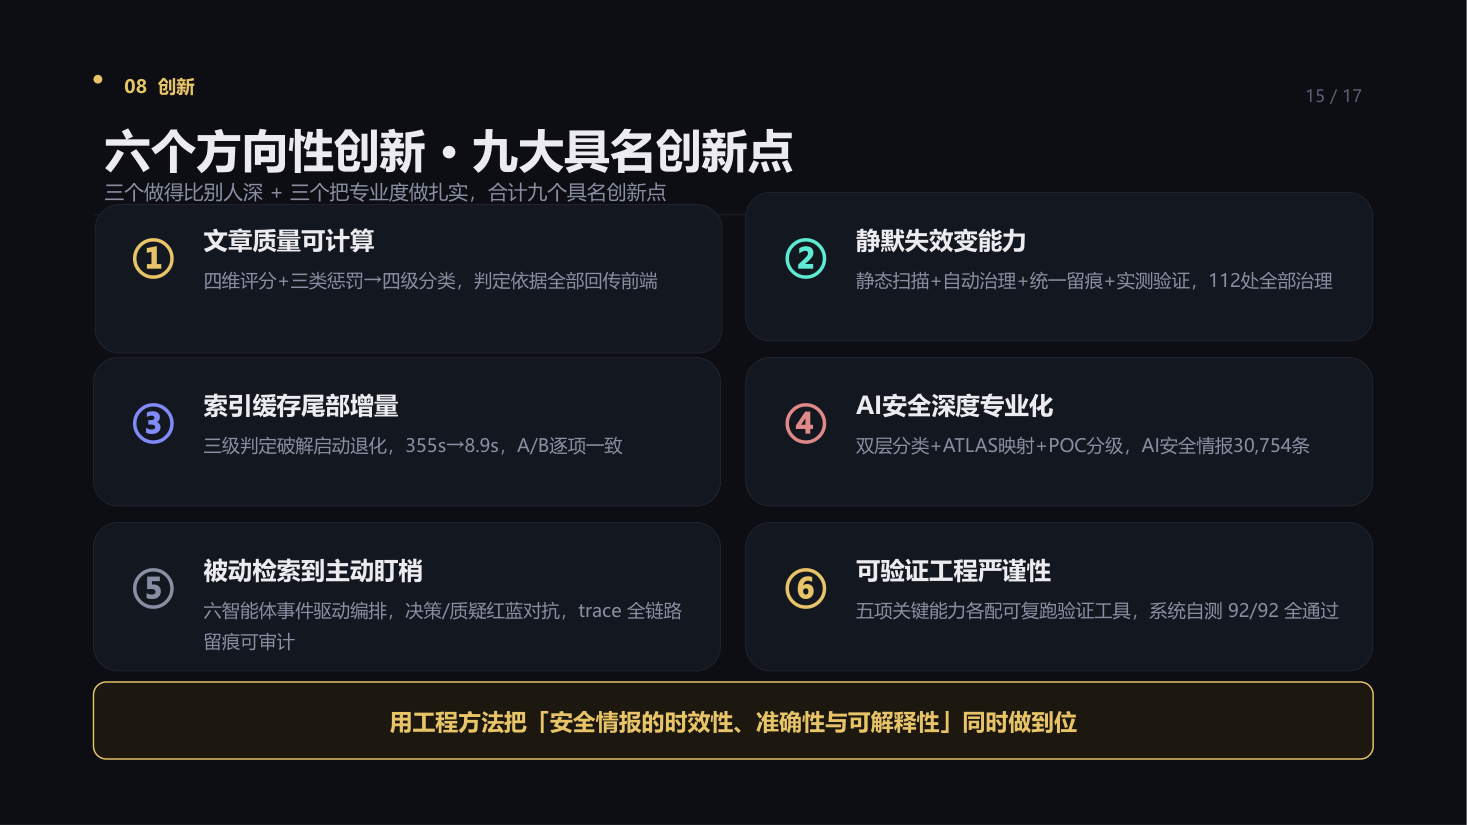 08 创新
15 / 17
六个方向性创新·九大具名创新点
三个做得比别人深 + 三个把专业度做扎实，合计九个具名创新点
①
文章质量可计算
四维评分+三类惩罚→四级分类，判定依据全部回传前端
②
静默失效变能力
静态扫描+自动治理+统一留痕+实测验证，112处全部治理
③
索引缓存尾部增量
三级判定破解启动退化，355s→8.9s，A/B逐项一致
④
AI安全深度专业化
双层分类+ATLAS映射+POC分级，AI安全情报30,754条
⑤
被动检索到主动盯梢
六智能体事件驱动编排，决策/质疑红蓝对抗，trace 全链路
留痕可审计
⑥
可验证工程严谨性
五项关键能力各配可复跑验证工具，系统自测 92/92 全通过
用工程方法把「安全情报的时效性、准确性与可解释性」同时做到位